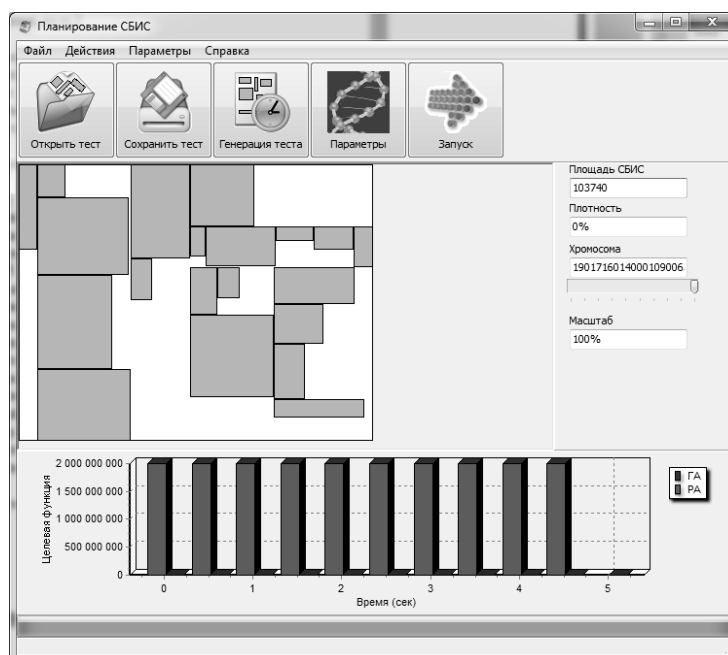 Планирование СБИС
Файл Действия Параметры Справка
Открыть тест Сохранить тест Генерация теста Параметры Запуск
Площадь СБИС
103740
Плотность
0%
Хромосома
1901716014000109006
Масштаб
100%
2 000 000 000
1 500 000 000
1 000 000 000
500 000 000
0
Целевая функция
0 1 2 3 4 5
Время (сек)
ГА
РА